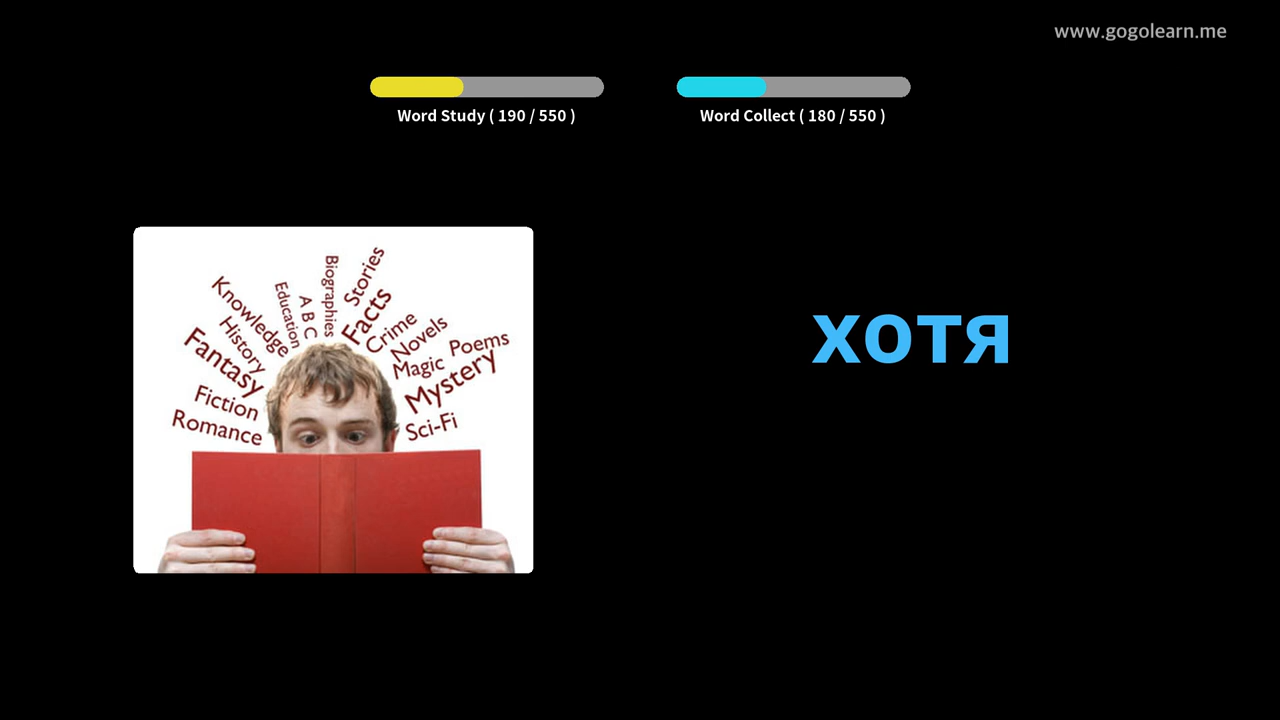 www.gogolearn.me
Word Study ( 190 / 550 )
Word Collect ( 180 / 550 )
Biographies
Stories
Knowledge
Education
A B C
Facts
Crime
History
Novels
Fantasy
Poems
Magic
Mystery
Fiction
Romance
Sci-Fi
хотя